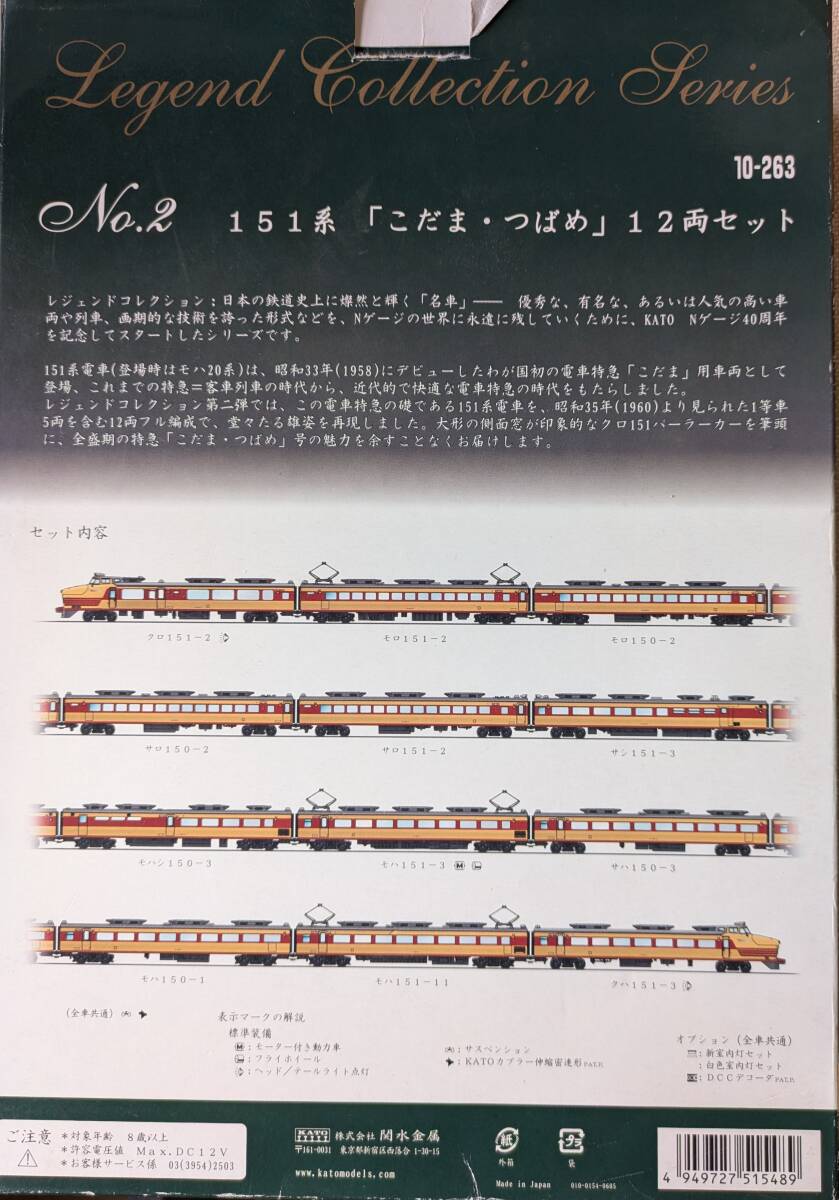 Legend Collection Series
10-263
No.2 151系「こだま・つばめ」12両セット
レジェンドコレクション；日本の鉄道史上に燦然と輝く「名車」―― 優秀な、有名な、あるいは人気の高い車
両や列車、画期的な技術を誇った形式などを、Nゲージの世界に永遠に残していくために、KATO Nゲージ40周年
を記念してスタートしたシリーズです。
151系電車(登場時はモハ20系)は、昭和33年(1958)にデビューしたわが国初の電車特急「こだま」用車両として
登場、これまでの特急＝客車列車の時代から、近代的で快適な電車特急の時代をもたらしました。
レジェンドコレクション第二弾では、この電車特急の礎である151系電車を、昭和35年(1960)より見られた1等車
5両を含む12両フル編成で、堂々たる雄姿を再現しました。大形の側面窓が印象的なクロ151パーラーカーを筆頭
に、全盛期の特急「こだま・つばめ」号の魅力を余すことなくお届けします。
セット内容
クロ151-2 モロ151-2 モロ150-2
サロ150-2 サロ151-2 サシ151-3
モハシ150-3 モハ151-3 M サハ150-3
モハ150-1 モハ151-11 クハ151-3
(全車共通)
表示マークの解説
標準装備
M：モーター付き動力車
：フライホイール
：ヘッド／テールライト点灯
：サスペンション
：KATOカプラー伸縮密連形PAT.P.
オプション(全車共通)
：新室内灯セット
：白色室内灯セット
：DCCデコーダPAT.P.
ご注意
＊対象年齢 8歳以上
＊許容電圧値 Max.DC12V
＊お客様サービス係 03(3954)2503
KATO 株式会社 関水金属
〒161-0031 東京都新宿区西落合 1-30-15
www.katomodels.com
紙
外箱
プラ
袋
Made in Japan 010-0154-0605
4 949727 515489